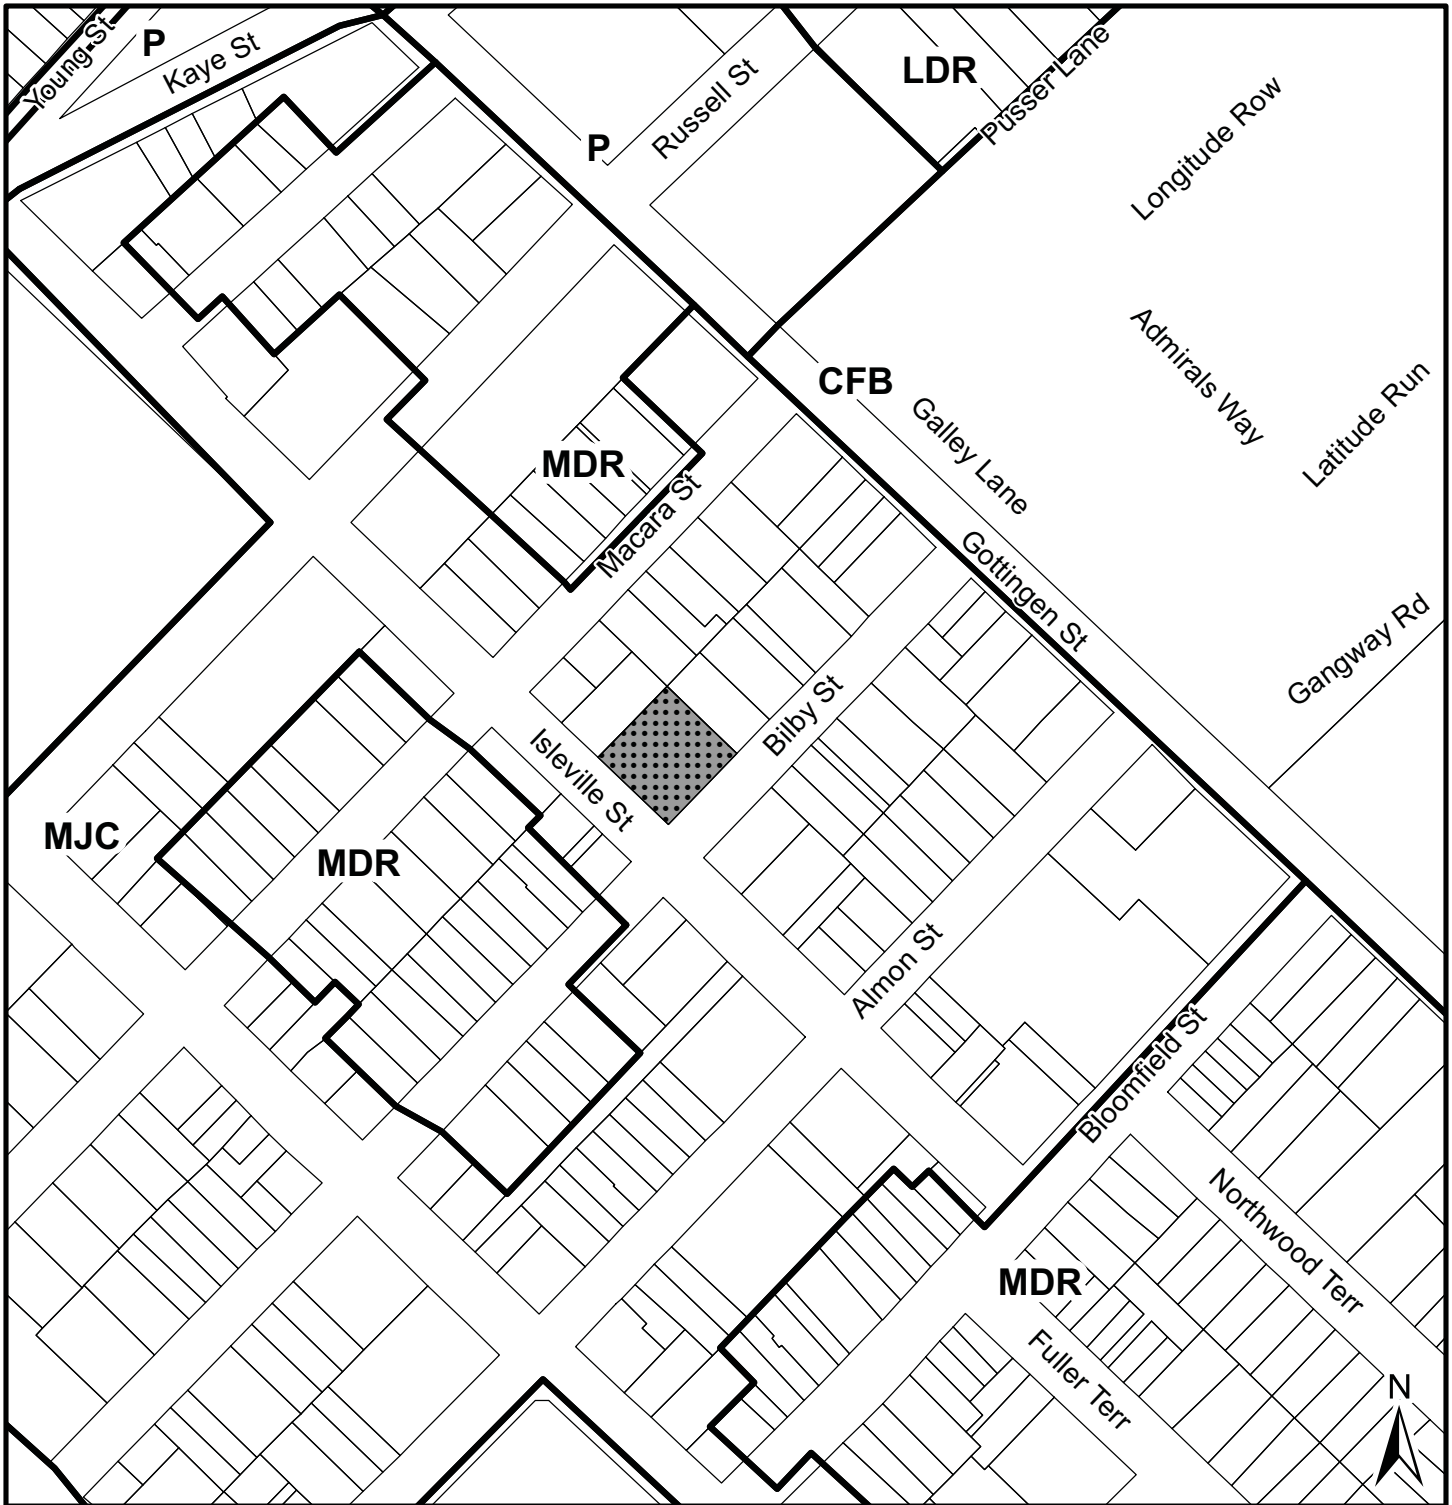 Young St
P
Kaye St
LDR
Pusser Lane
Russell St
P
Longitude Row
CFB
Admirals Way
Latitude Run
Galley Lane
MDR
Macara St
Gottingen St
Gangway Rd
Bilby St
Isleville St
MJC
MDR
Almon St
Bloomfield St
Northwood Terr
MDR
Fuller Terr
N